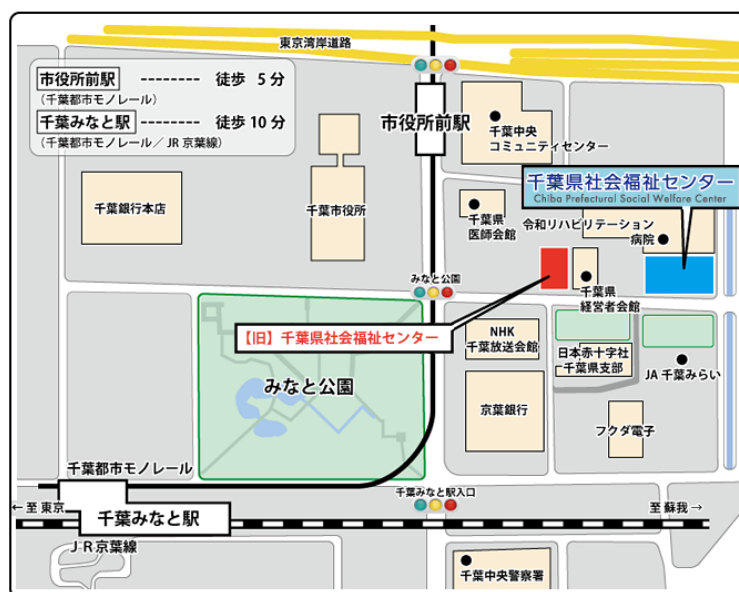 東京湾岸道路
市役所前駅 -------- 徒歩 5 分
（千葉都市モノレール）
千葉みなと駅 -------- 徒歩 10 分
（千葉都市モノレール／ JR 京葉線）
市役所前駅
千葉中央
コミュニティセンター
千葉県社会福祉センター
Chiba Prefectural Social Welfare Center
千葉銀行本店
千葉市役所
千葉県
医師会館
令和リハビリテーション
病院
みなと公園
千葉県
経営者会館
【旧】千葉県社会福祉センター
NHK
千葉放送会館
日本赤十字社
千葉県支部
JA 千葉みらい
みなと公園
京葉銀行
フクダ電子
千葉都市モノレール
← 至 東京
千葉みなと駅入口
至 蘇我 →
千葉みなと駅
ＪＲ京葉線
千葉中央警察署